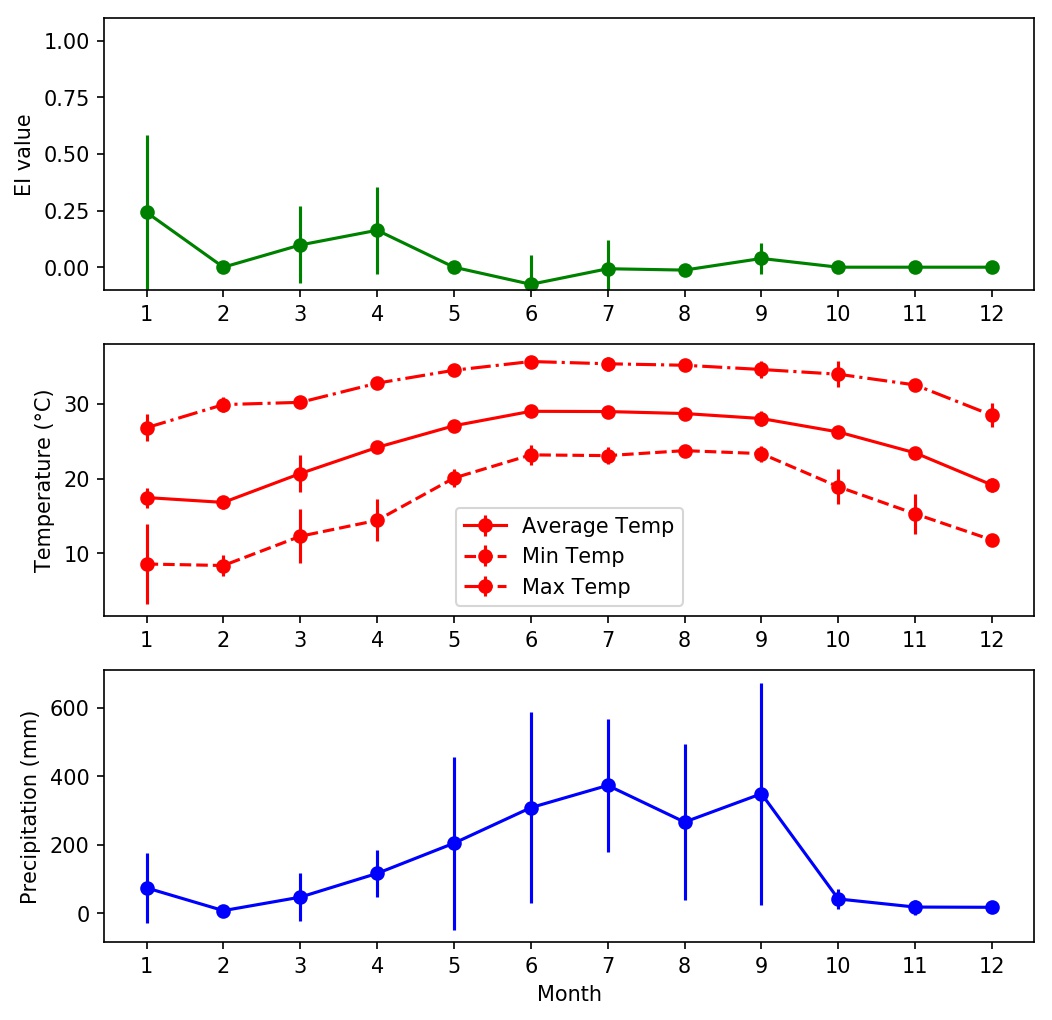 1.00
0.75
0.50
0.25
0.00
EI value
1 2 3 4 5 6 7 8 9 10 11 12
30
20
10
Temperature (°C)
Average Temp
Min Temp
Max Temp
1 2 3 4 5 6 7 8 9 10 11 12
600
400
200
0
Precipitation (mm)
1 2 3 4 5 6 7 8 9 10 11 12
Month